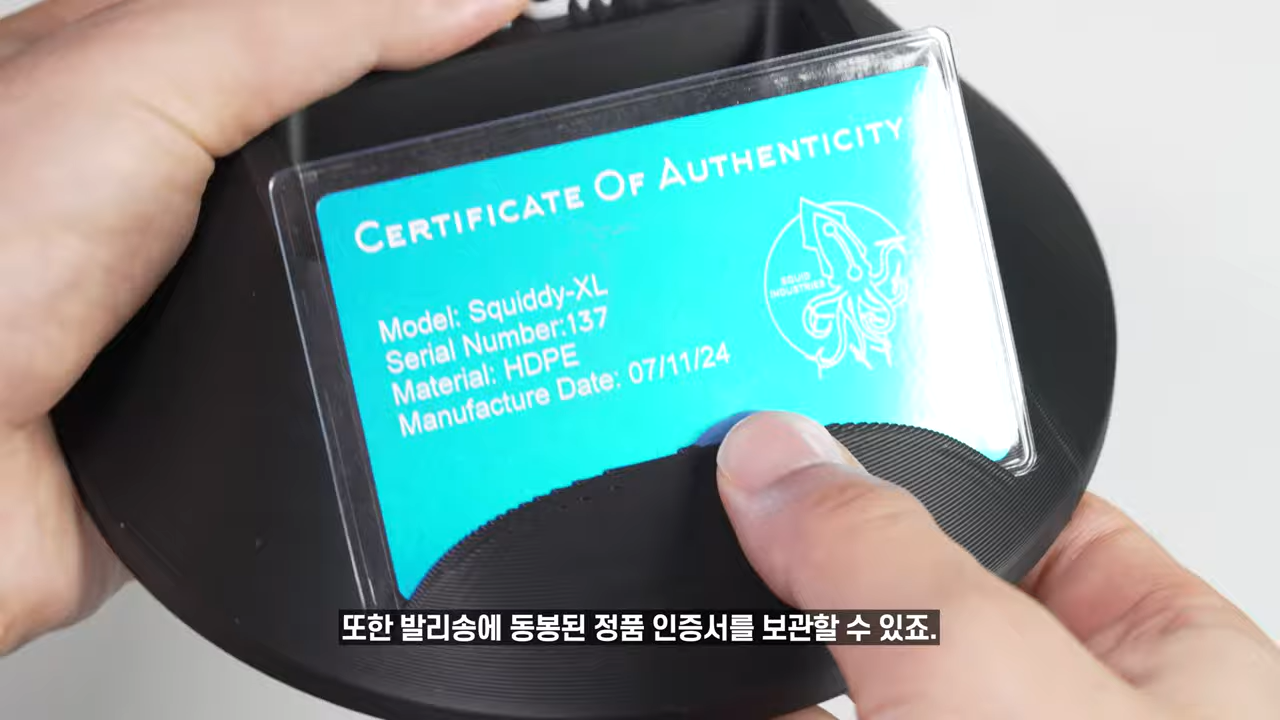 CERTIFICATE OF AUTHENTICITY
SQUID
INDUSTRIES
Model: Squiddy-XL
Serial Number:137
Material: HDPE
Manufacture Date: 07/11/24
또한 발리송에 동봉된 정품 인증서를 보관할 수 있죠.